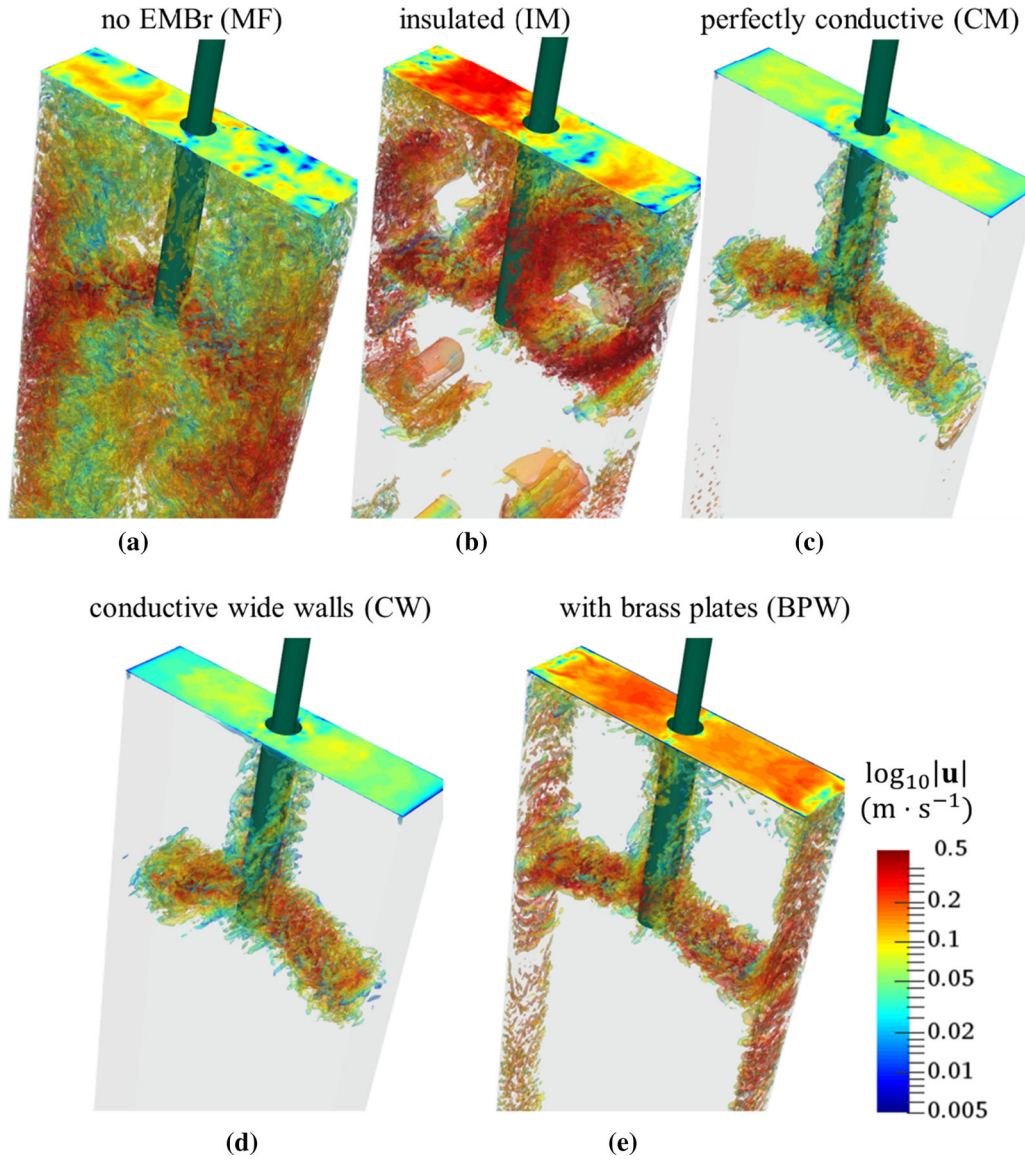 no EMBr (MF)
insulated (IM)
perfectly conductive (CM)
(a)
(b)
(c)
conductive wide walls (CW)
with brass plates (BPW)
log₁₀|𝐮|
(m · s⁻¹)
0.5
0.2
0.1
0.05
0.02
0.01
0.005
(d)
(e)